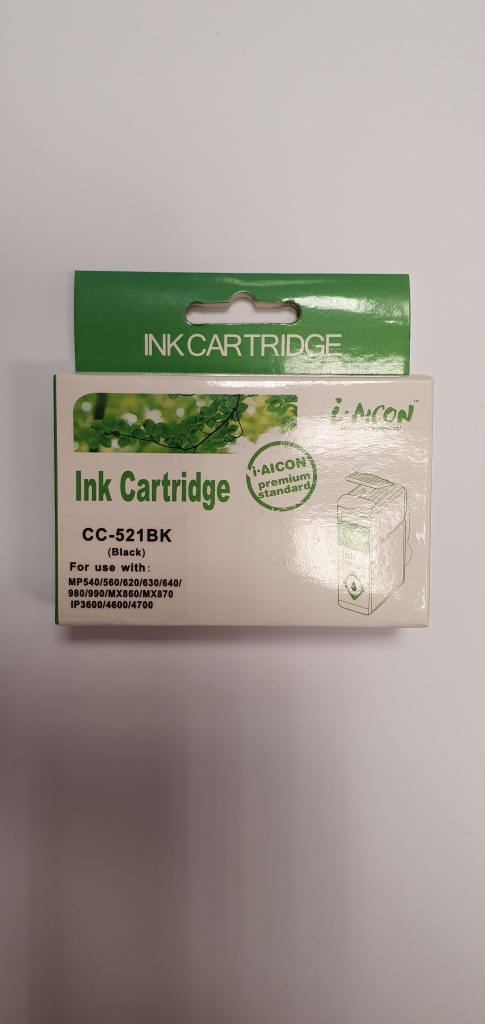 INK CARTRIDGE
i-AICON
™
Ink Cartridge
i-AICON
premium
standard
CC-521BK
(Black)
For use with:
MP540/560/620/630/640/
980/990/MX860/MX870
IP3600/4600/4700